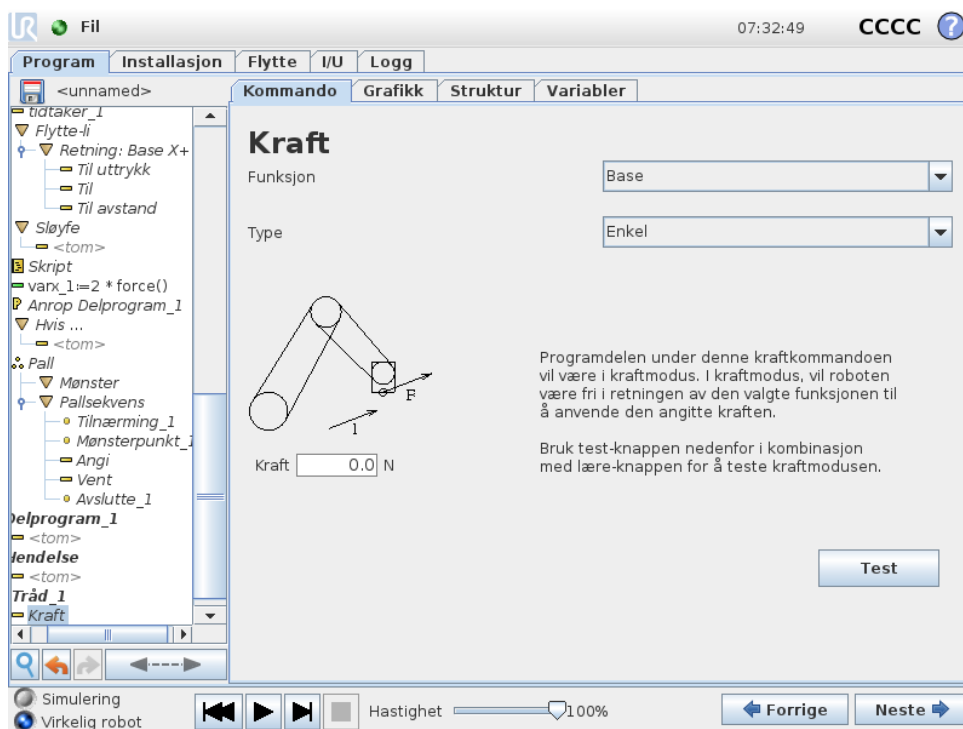 UR Fil 07:32:49 CCCC ?
Program Installasjon Flytte I/U Logg
<unnamed>
Kommando Grafikk Struktur Variabler
tidtaker_1
Flytte-li
Retning: Base X+
Til uttrykk
Til
Til avstand
Sløyfe
<tom>
Skript
varx_1:=2 * force()
Anrop Delprogram_1
Hvis ...
<tom>
Pall
Mønster
Pallsekvens
Tilnærming_1
Mønsterpunkt_1
Angi
Vent
Avslutte_1
Delprogram_1
<tom>
Hendelse
<tom>
Tråd_1
Kraft
Kraft
Funksjon Base
Type Enkel
F
l
Kraft 0.0 N
Programdelen under denne kraftkommandoen
vil være i kraftmodus. I kraftmodus, vil roboten
være fri i retningen av den valgte funksjonen til
å anvende den angitte kraften.
Bruk test-knappen nedenfor i kombinasjon
med lære-knappen for å teste kraftmodusen.
Test
Simulering
Virkelig robot
Hastighet 100%
Forrige Neste